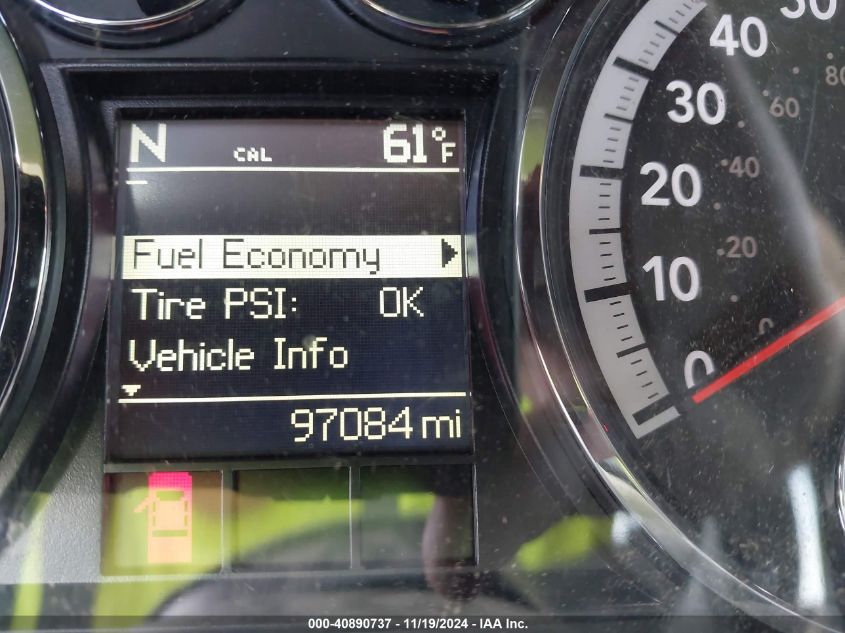 N CAL 61°F
Fuel Economy
Tire PSI: OK
Vehicle Info
97084 mi
50
40
30
20
10
0
80
60
40
20
0
000-40890737 - 11/19/2024 - IAA Inc.